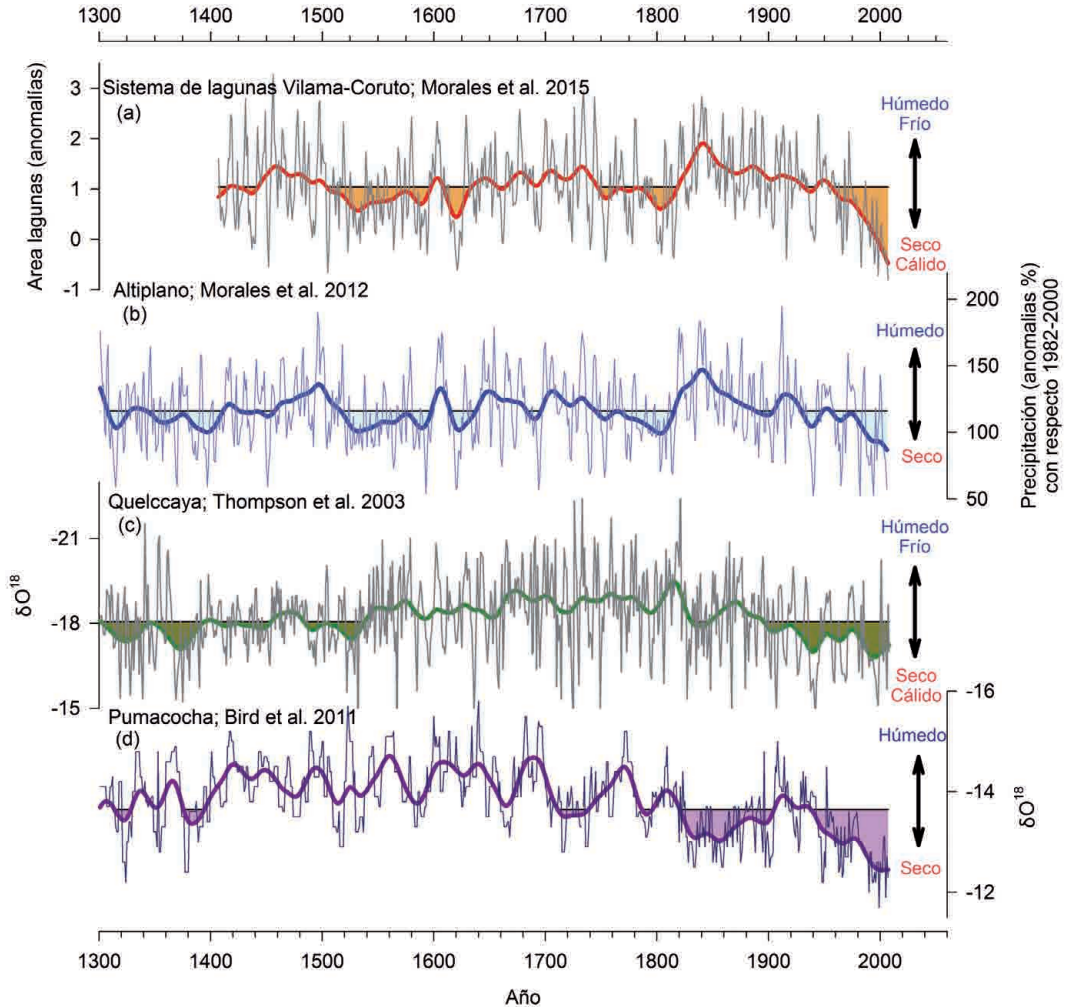 1300 1400 1500 1600 1700 1800 1900 2000
Area lagunas (anomalías)
3
2
1
0
-1
Sistema de lagunas Vilama-Coruto; Morales et al. 2015
(a)
Húmedo
Frío
Seco
Cálido
Altiplano; Morales et al. 2012
(b)
Húmedo
Seco
200
150
100
50
Precipitación (anomalias %)
con respecto 1982-2000
Quelccaya; Thompson et al. 2003
(c)
δO18
-21
-18
-15
Húmedo
Frío
Seco
Cálido
Pumacocha; Bird et al. 2011
(d)
Húmedo
Seco
-16
-14
-12
δO18
1300 1400 1500 1600 1700 1800 1900 2000
Año